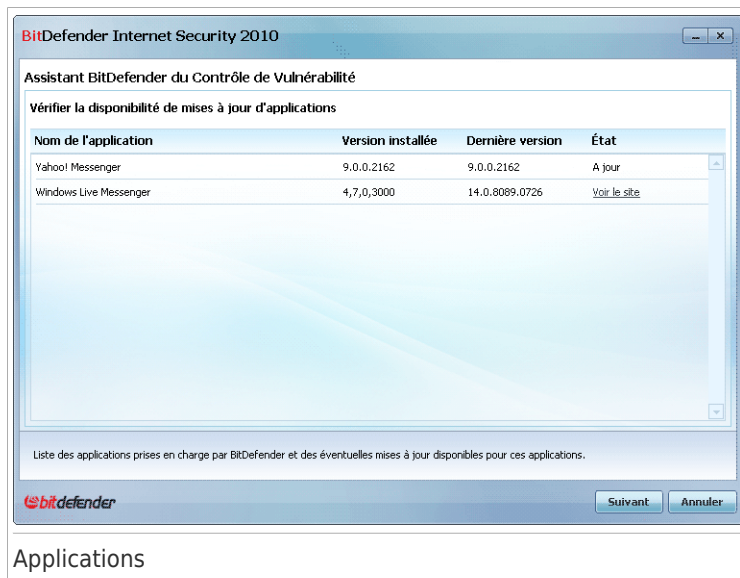 BitDefender Internet Security 2010
Assistant BitDefender du Contrôle de Vulnérabilité
Vérifier la disponibilité de mises à jour d'applications
Nom de l'application Version installée Dernière version État
Yahoo! Messenger 9.0.0.2162 9.0.0.2162 A jour
Windows Live Messenger 4,7,0,3000 14.0.8089.0726 Voir le site
Liste des applications prises en charge par BitDefender et des éventuelles mises à jour disponibles pour ces applications.
bitdefender Suivant Annuler
Applications